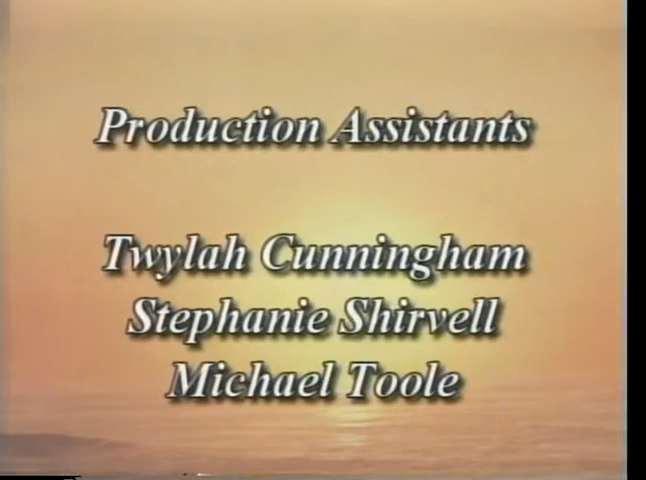 Production Assistants
Twylah Cunningham
Stephanie Shirvell
Michael Toole